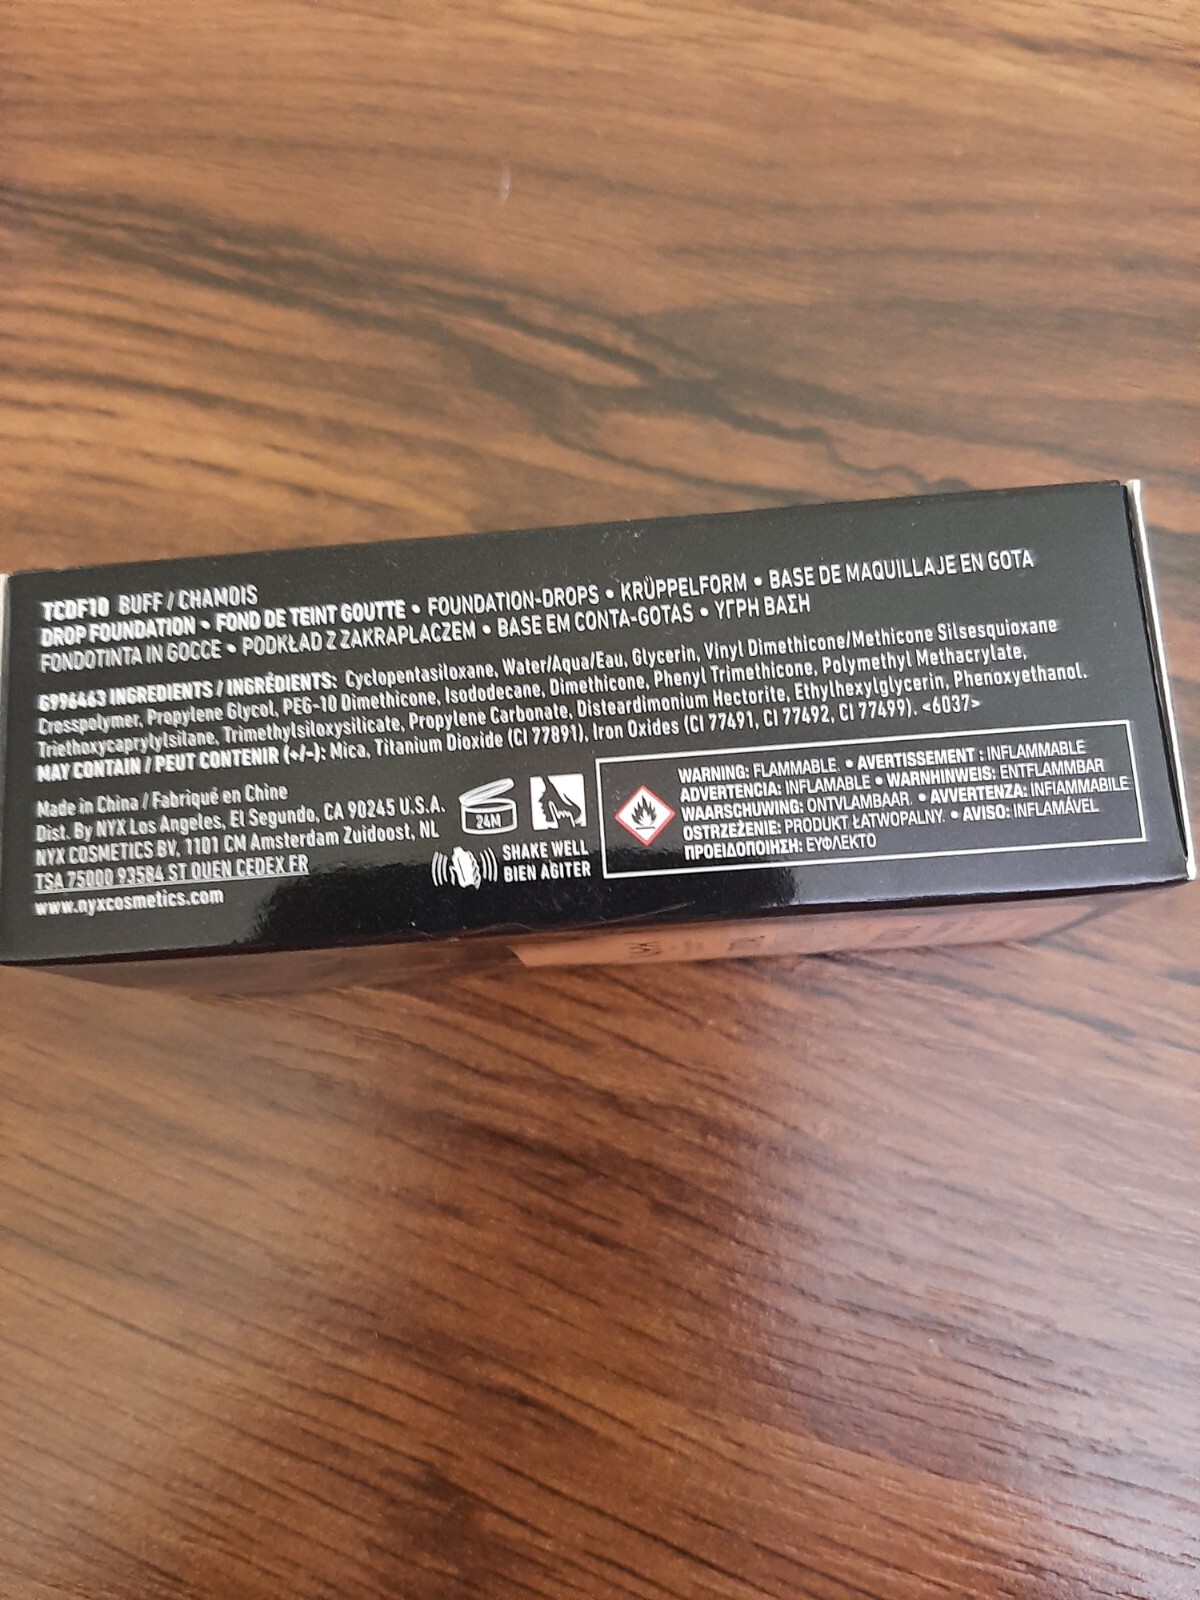 TCDF10 BUFF / CHAMOIS
DROP FOUNDATION • FOND DE TEINT GOUTTE • FOUNDATION-DROPS • KRÜPPELFORM • BASE DE MAQUILLAJE EN GOTA
FONDOTINTA IN GOCCE • PODKŁAD Z ZAKRAPLACZEM • BASE EM CONTA-GOTAS • ΥΓΡΗ ΒΑΣΗ
G996463 INGREDIENTS / INGRÉDIENTS: Cyclopentasiloxane, Water/Aqua/Eau, Glycerin, Vinyl Dimethicone/Methicone Silsesquioxane
Crosspolymer, Propylene Glycol, PEG-10 Dimethicone, Isododecane, Dimethicone, Phenyl Trimethicone, Polymethyl Methacrylate,
Triethoxycaprylylsilane, Trimethylsiloxysilicate, Propylene Carbonate, Disteardimonium Hectorite, Ethylhexylglycerin, Phenoxyethanol.
MAY CONTAIN / PEUT CONTENIR (+/-): Mica, Titanium Dioxide (CI 77891), Iron Oxides (CI 77491, CI 77492, CI 77499). <6037>
Made in China / Fabriqué en Chine
Dist. By NYX Los Angeles, El Segundo, CA 90245 U.S.A.
NYX COSMETICS BV, 1101 CM Amsterdam Zuidoost, NL
TSA 75000 93584 ST OUEN CEDEX FR
www.nyxcosmetics.com
24M
SHAKE WELL
BIEN AGITER
WARNING: FLAMMABLE. • AVERTISSEMENT : INFLAMMABLE
ADVERTENCIA: INFLAMABLE • WARNHINWEIS: ENTFLAMMBAR
WAARSCHUWING: ONTVLAMBAAR. • AVVERTENZA: INFIAMMABILE
OSTRZEŻENIE: PRODUKT ŁATWOPALNY. • AVISO: INFLAMÁVEL
ΠΡΟΕΙΔΟΠΟΙΗΣΗ: ΕΥΦΛΕΚΤΟ